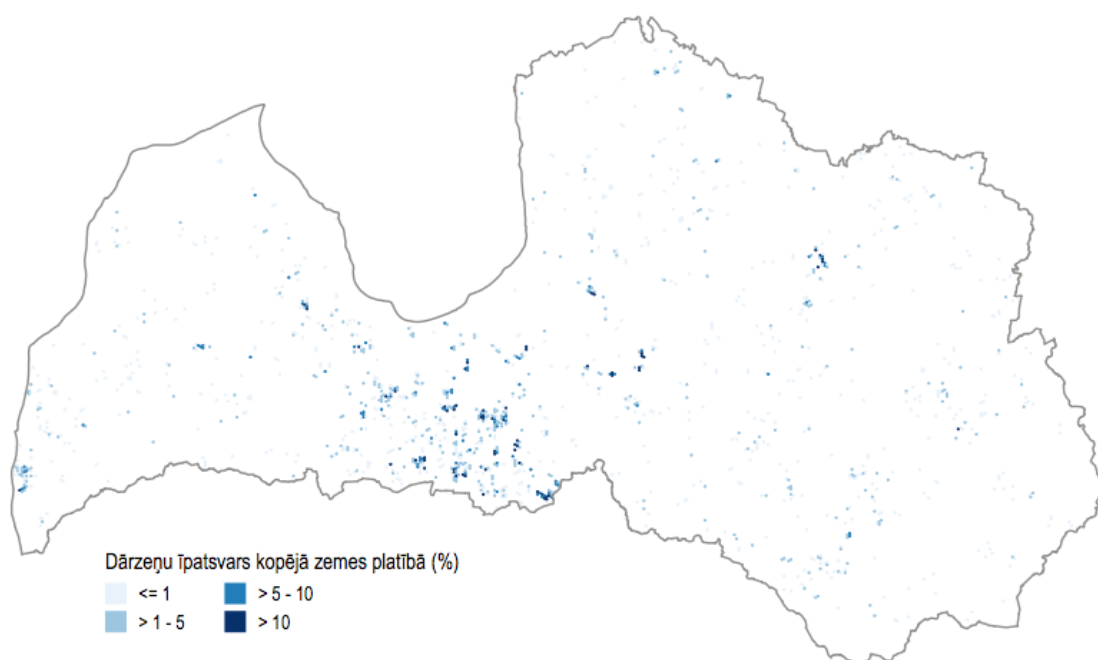 Dārzeņu īpatsvars kopējā zemes platībā (%)
<= 1
> 5 - 10
> 1 - 5
> 10